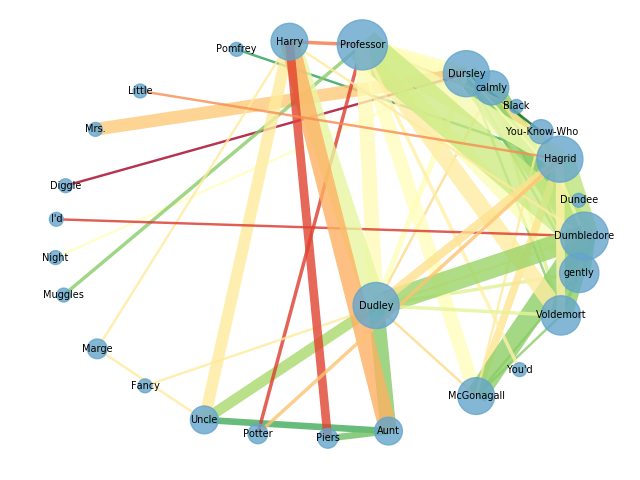 Harry
Professor
Pomfrey
Dursley
calmly
Little
Black
Mrs.
You-Know-Who
Hagrid
Diggle
Dundee
I'd
Dumbledore
Night
gently
Muggles
Dudley
Voldemort
Marge
You'd
Fancy
McGonagall
Uncle
Potter
Piers
Aunt